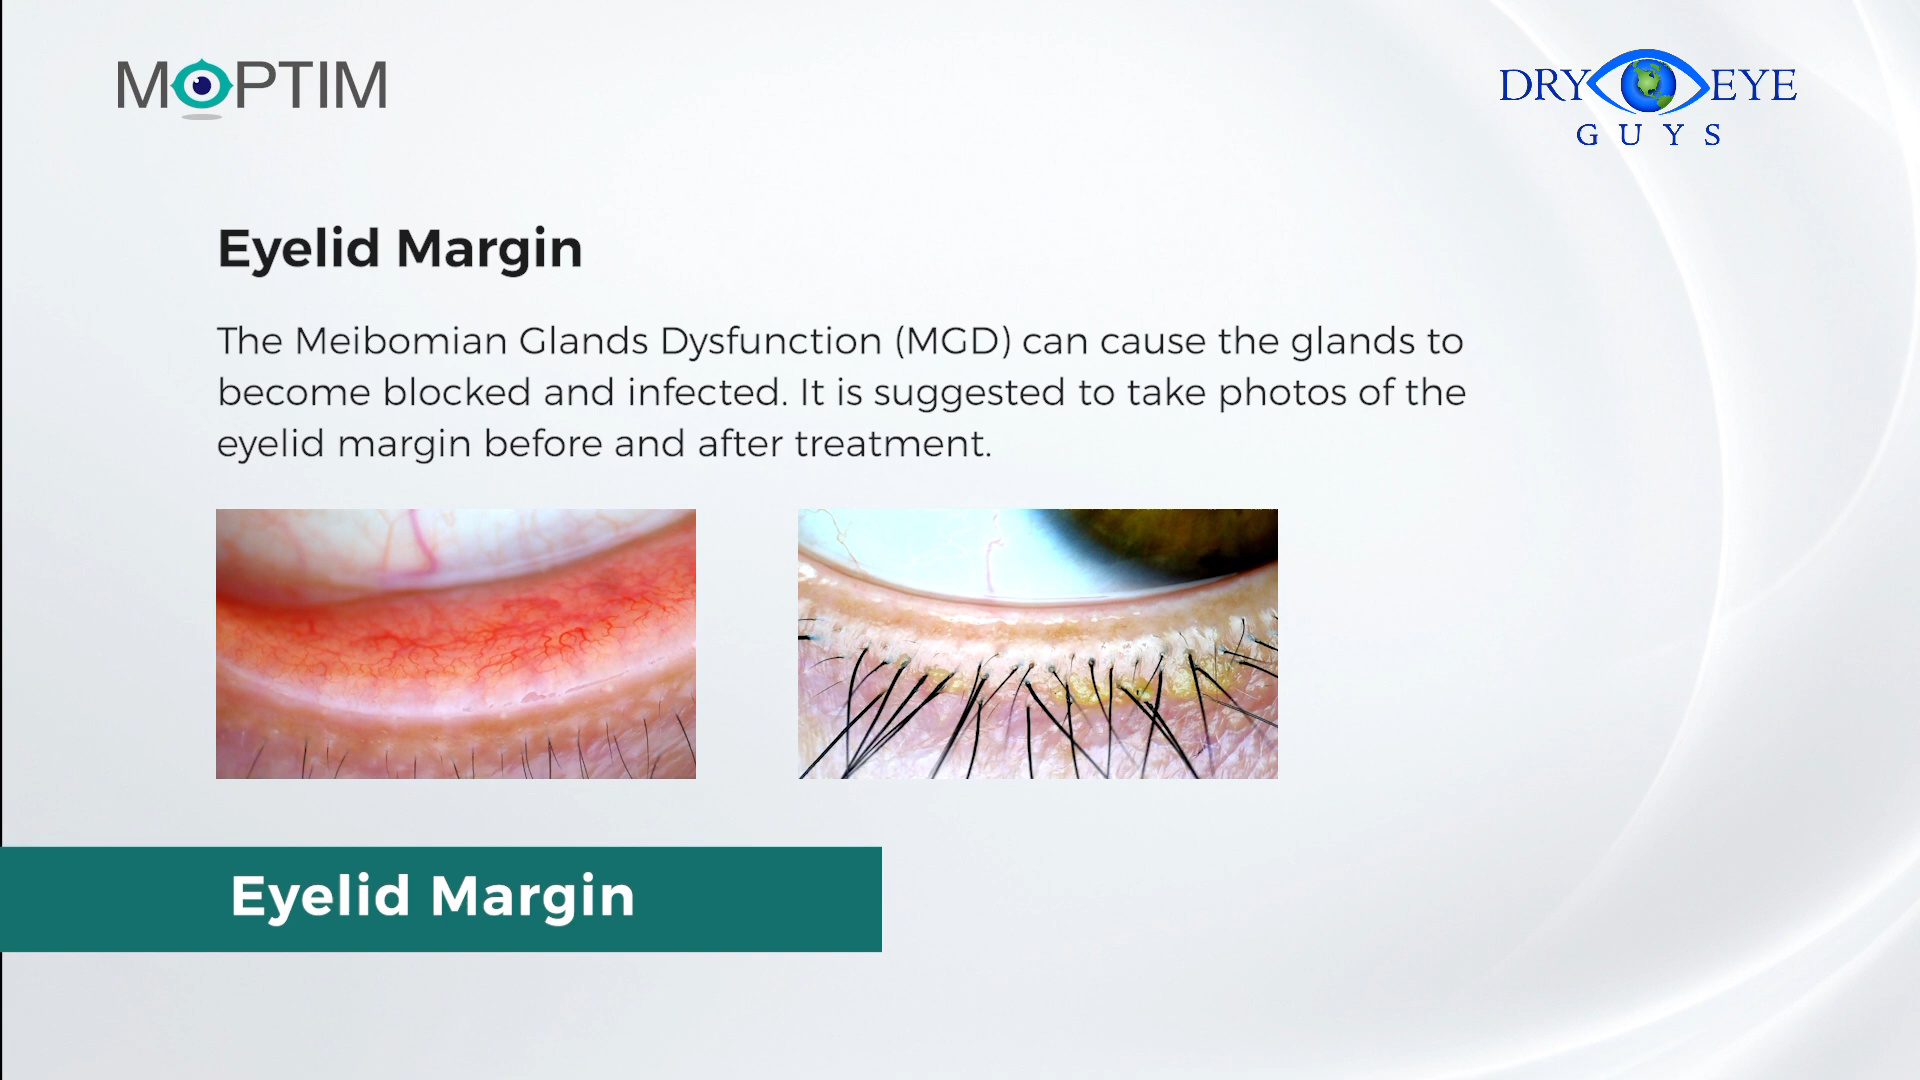 MOPTIM
DRY EYE
GUYS
Eyelid Margin
The Meibomian Glands Dysfunction (MGD) can cause the glands to
become blocked and infected. It is suggested to take photos of the
eyelid margin before and after treatment.
Eyelid Margin